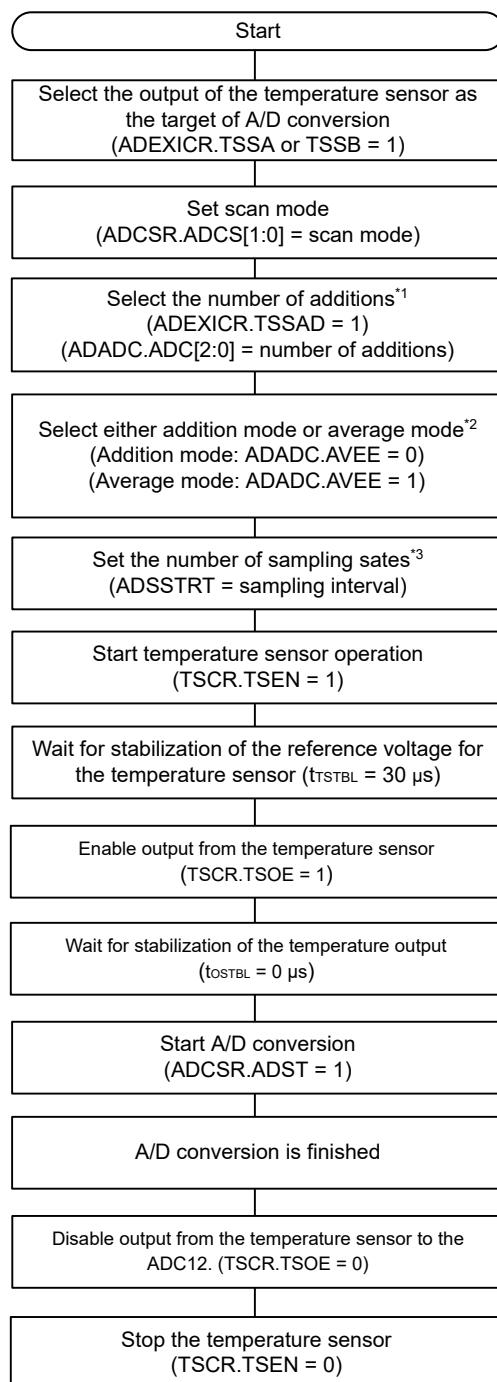 Start
Select the output of the temperature sensor as
the target of A/D conversion
(ADEXICR.TSSA or TSSB = 1)
Set scan mode
(ADCSR.ADCS[1:0] = scan mode)
Select the number of additions*1
(ADEXICR.TSSAD = 1)
(ADADC.ADC[2:0] = number of additions)
Select either addition mode or average mode*2
(Addition mode: ADADC.AVEE = 0)
(Average mode: ADADC.AVEE = 1)
Set the number of sampling sates*3
(ADSSTRT = sampling interval)
Start temperature sensor operation
(TSCR.TSEN = 1)
Wait for stabilization of the reference voltage for
the temperature sensor (tTSTBL = 30 μs)
Enable output from the temperature sensor
(TSCR.TSOE = 1)
Wait for stabilization of the temperature output
(tOSTBL = 0 μs)
Start A/D conversion
(ADCSR.ADST = 1)
A/D conversion is finished
Disable output from the temperature sensor to the
ADC12. (TSCR.TSOE = 0)
Stop the temperature sensor
(TSCR.TSEN = 0)